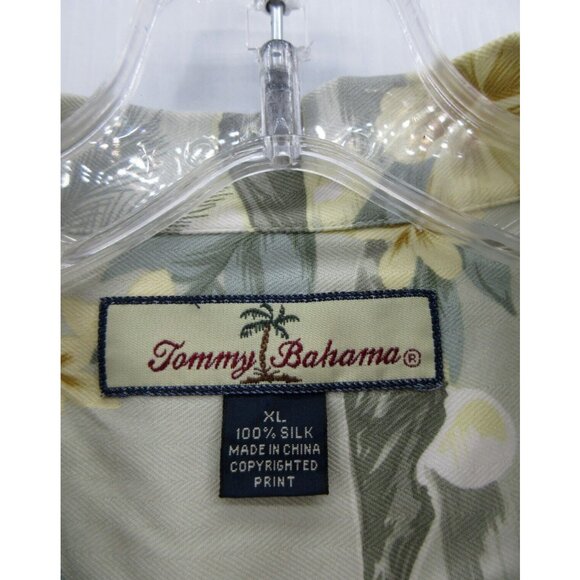 Tommy Bahama®
XL
100% SILK
MADE IN CHINA
COPYRIGHTED
PRINT